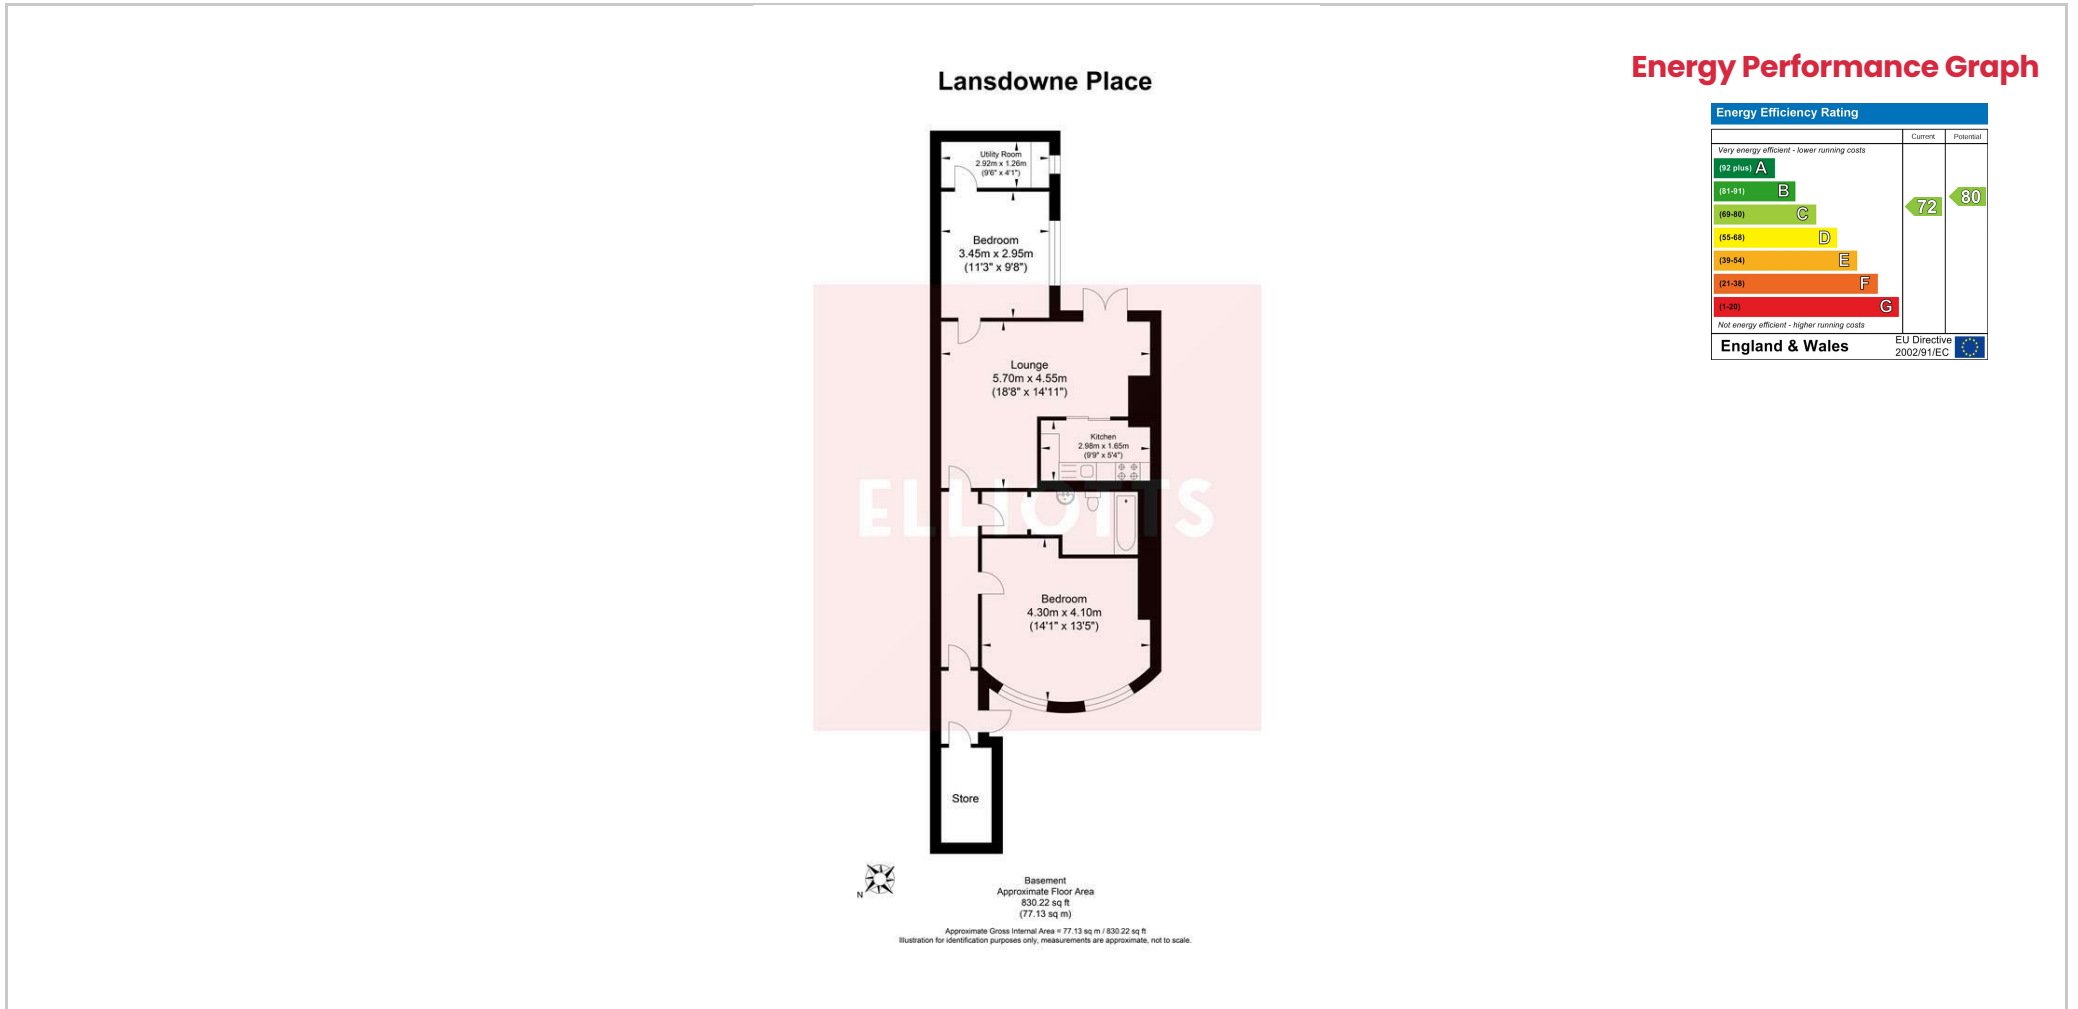 Lansdowne Place
Utility Room
2.92m x 1.26m
(9'6" x 4'1")
Bedroom
3.45m x 2.95m
(11'3" x 9'8")
Lounge
5.70m x 4.55m
(18'8" x 14'11")
Kitchen
2.98m x 1.65m
(9'9" x 5'4")
ELLIOTTS
Bedroom
4.30m x 4.10m
(14'1" x 13'5")
Store
N
Basement
Approximate Floor Area
830.22 sq ft
(77.13 sq m)
Approximate Gross Internal Area = 77.13 sq m / 830.22 sq ft
Illustration for identification purposes only, measurements are approximate, not to scale.
Energy Performance Graph
Energy Efficiency Rating
Current Potential
Very energy efficient - lower running costs
(92 plus) A
(81-91) B
(69-80) C
(55-68) D
(39-54) E
(21-38) F
(1-20) G
72
80
Not energy efficient - higher running costs
England & Wales
EU Directive
2002/91/EC